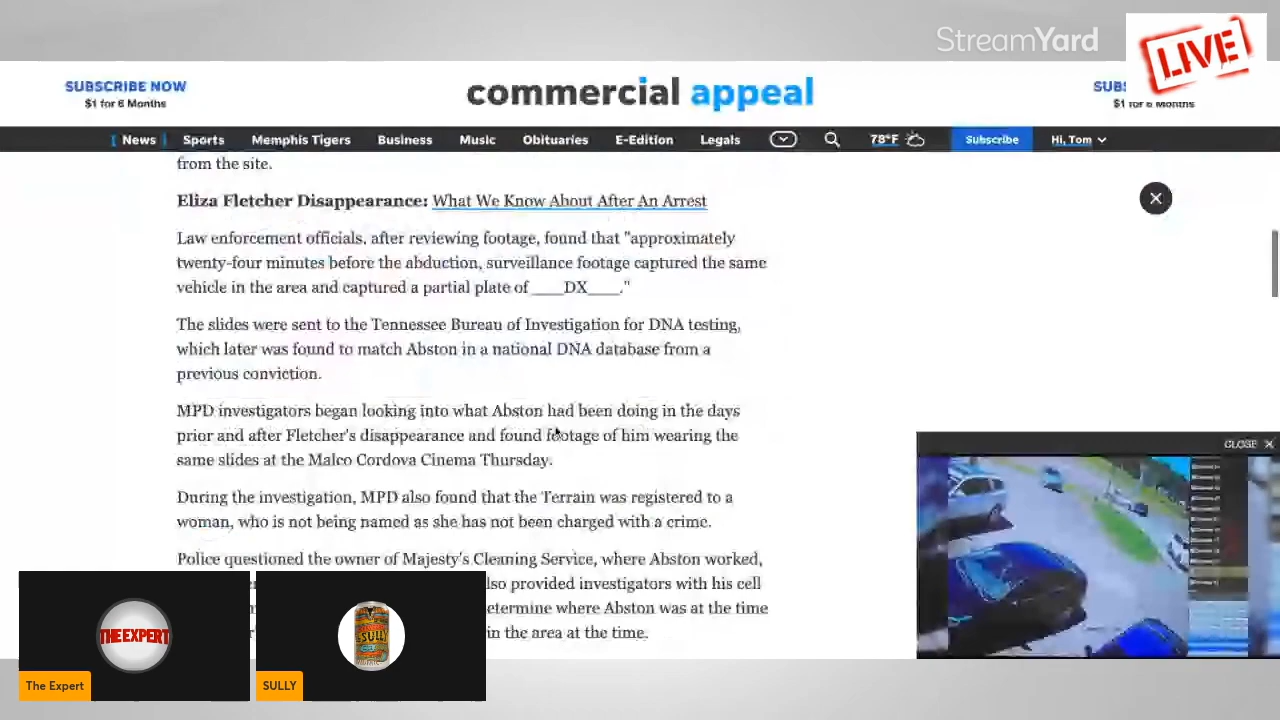 StreamYard
LIVE
SUBSCRIBE NOW
$1 for 6 Months
commercial appeal
SUBS
$1 for 6 Months
News Sports Memphis Tigers Business Music Obituaries E-Edition Legals 78°F Subscribe Hi, Tom
from the site.
Eliza Fletcher Disappearance: What We Know About After An Arrest
Law enforcement officials, after reviewing footage, found that "approximately
twenty-four minutes before the abduction, surveillance footage captured the same
vehicle in the area and captured a partial plate of ____DX____."
The slides were sent to the Tennessee Bureau of Investigation for DNA testing,
which later was found to match Abston in a national DNA database from a
previous conviction.
MPD investigators began looking into what Abston had been doing in the days
prior and after Fletcher's disappearance and found footage of him wearing the
same slides at the Malco Cordova Cinema Thursday.
During the investigation, MPD also found that the Terrain was registered to a
woman, who is not being named as she has not been charged with a crime.
Police questioned the owner of Majesty's Cleaning Service, where Abston worked,
lso provided investigators with his cell
etermine where Abston was at the time
in the area at the time.
CLOSE
THE EXPERT
The Expert
SULLY
SULLY